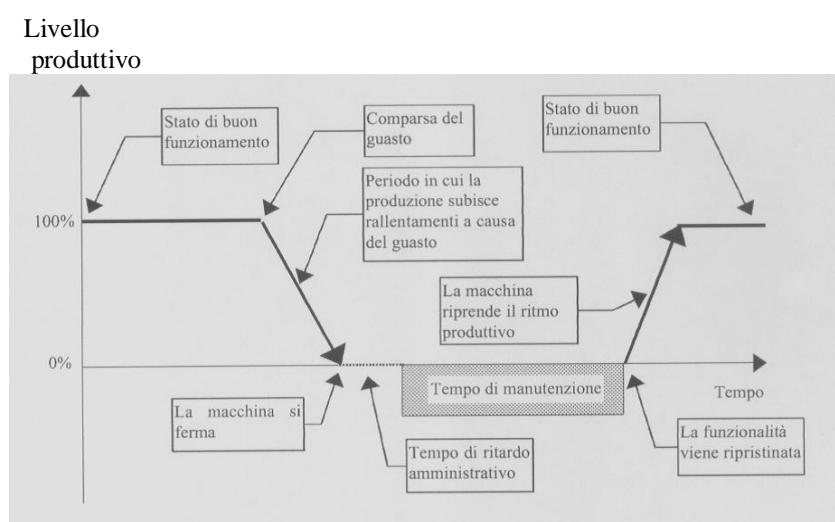 Livello
produttivo
Stato di buon
funzionamento
Comparsa del
guasto
Stato di buon
funzionamento
Periodo in cui la
produzione subisce
rallentamenti a causa
del guasto
100%
La macchina
riprende il ritmo
produttivo
0%
Tempo di manutenzione
Tempo
La macchina si
ferma
Tempo di ritardo
amministrativo
La funzionalità
viene ripristinata